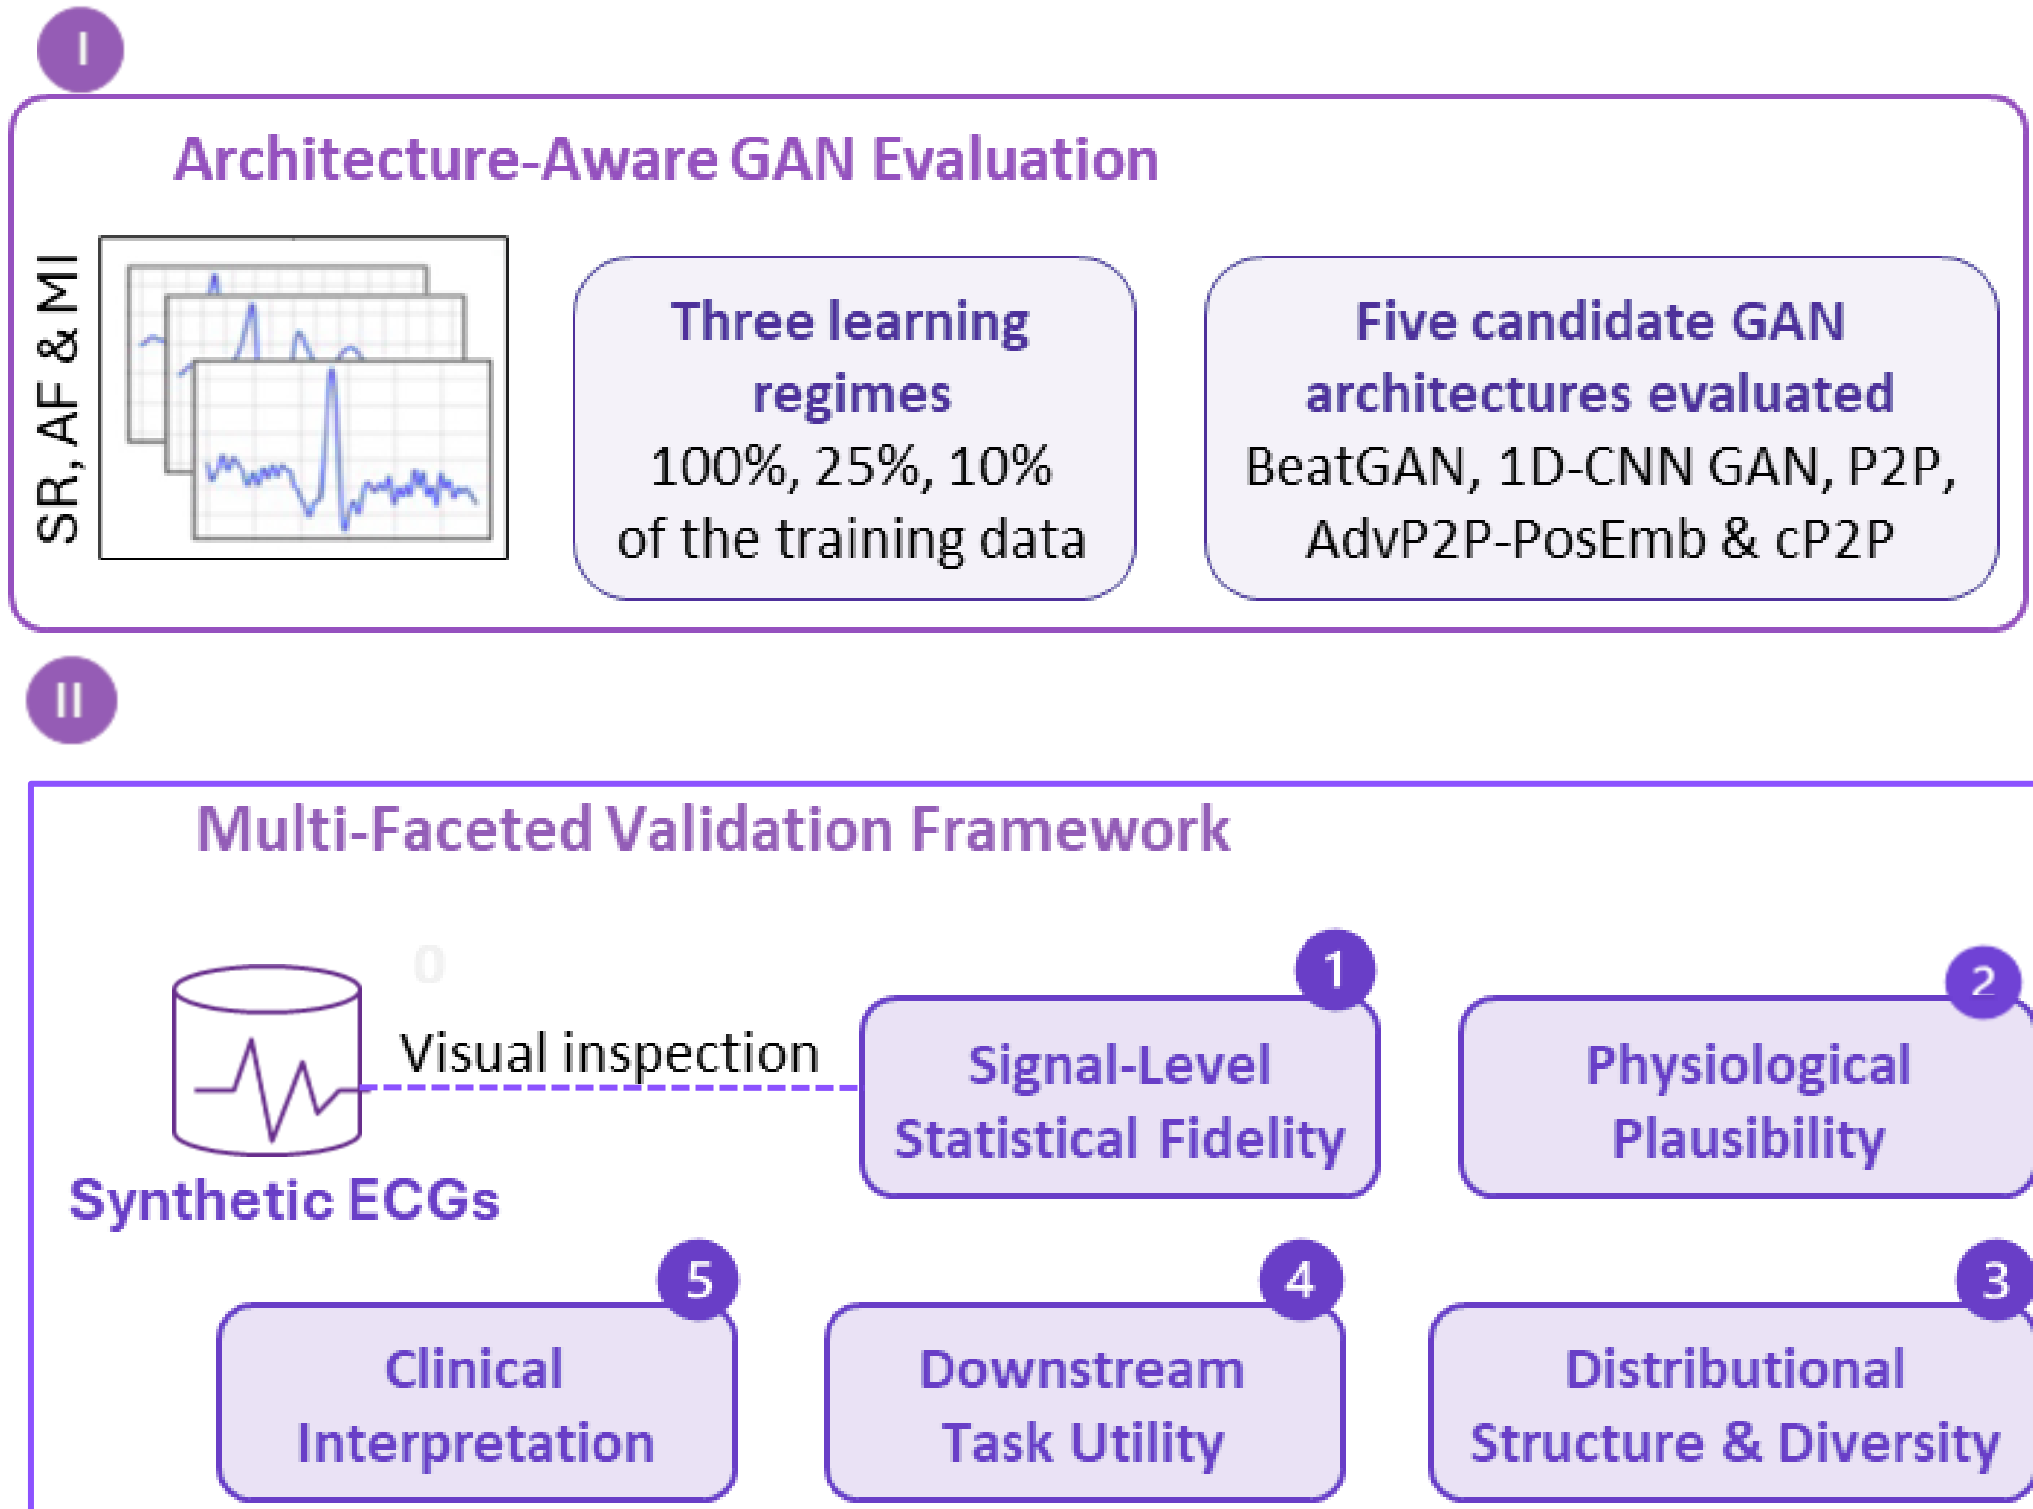 I
Architecture-Aware GAN Evaluation
SR, AF & MI
Three learning
regimes
100%, 25%, 10%
of the training data
Five candidate GAN
architectures evaluated
BeatGAN, 1D-CNN GAN, P2P,
AdvP2P-PosEmb & cP2P
II
Multi-Faceted Validation Framework
0
Visual inspection
Synthetic ECGs
1
Signal-Level
Statistical Fidelity
2
Physiological
Plausibility
5
Clinical
Interpretation
4
Downstream
Task Utility
3
Distributional
Structure & Diversity